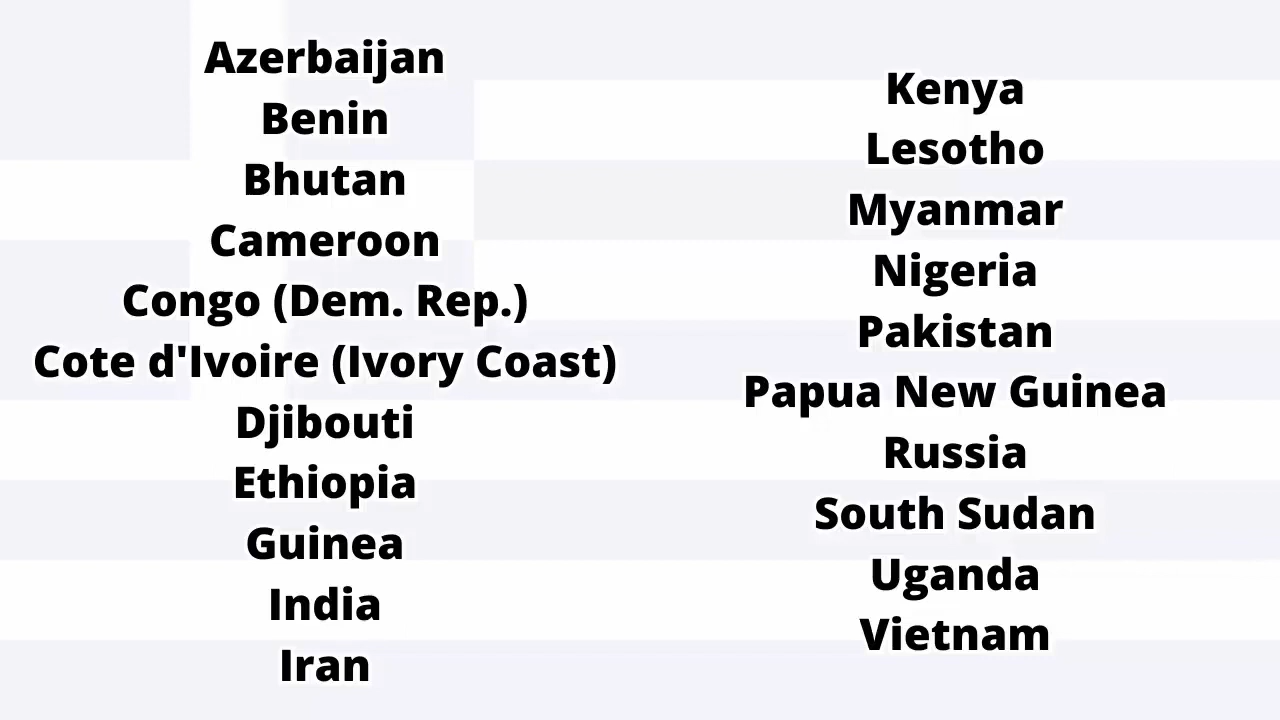 Azerbaijan
Benin
Bhutan
Cameroon
Congo (Dem. Rep.)
Cote d'Ivoire (Ivory Coast)
Djibouti
Ethiopia
Guinea
India
Iran
Kenya
Lesotho
Myanmar
Nigeria
Pakistan
Papua New Guinea
Russia
South Sudan
Uganda
Vietnam